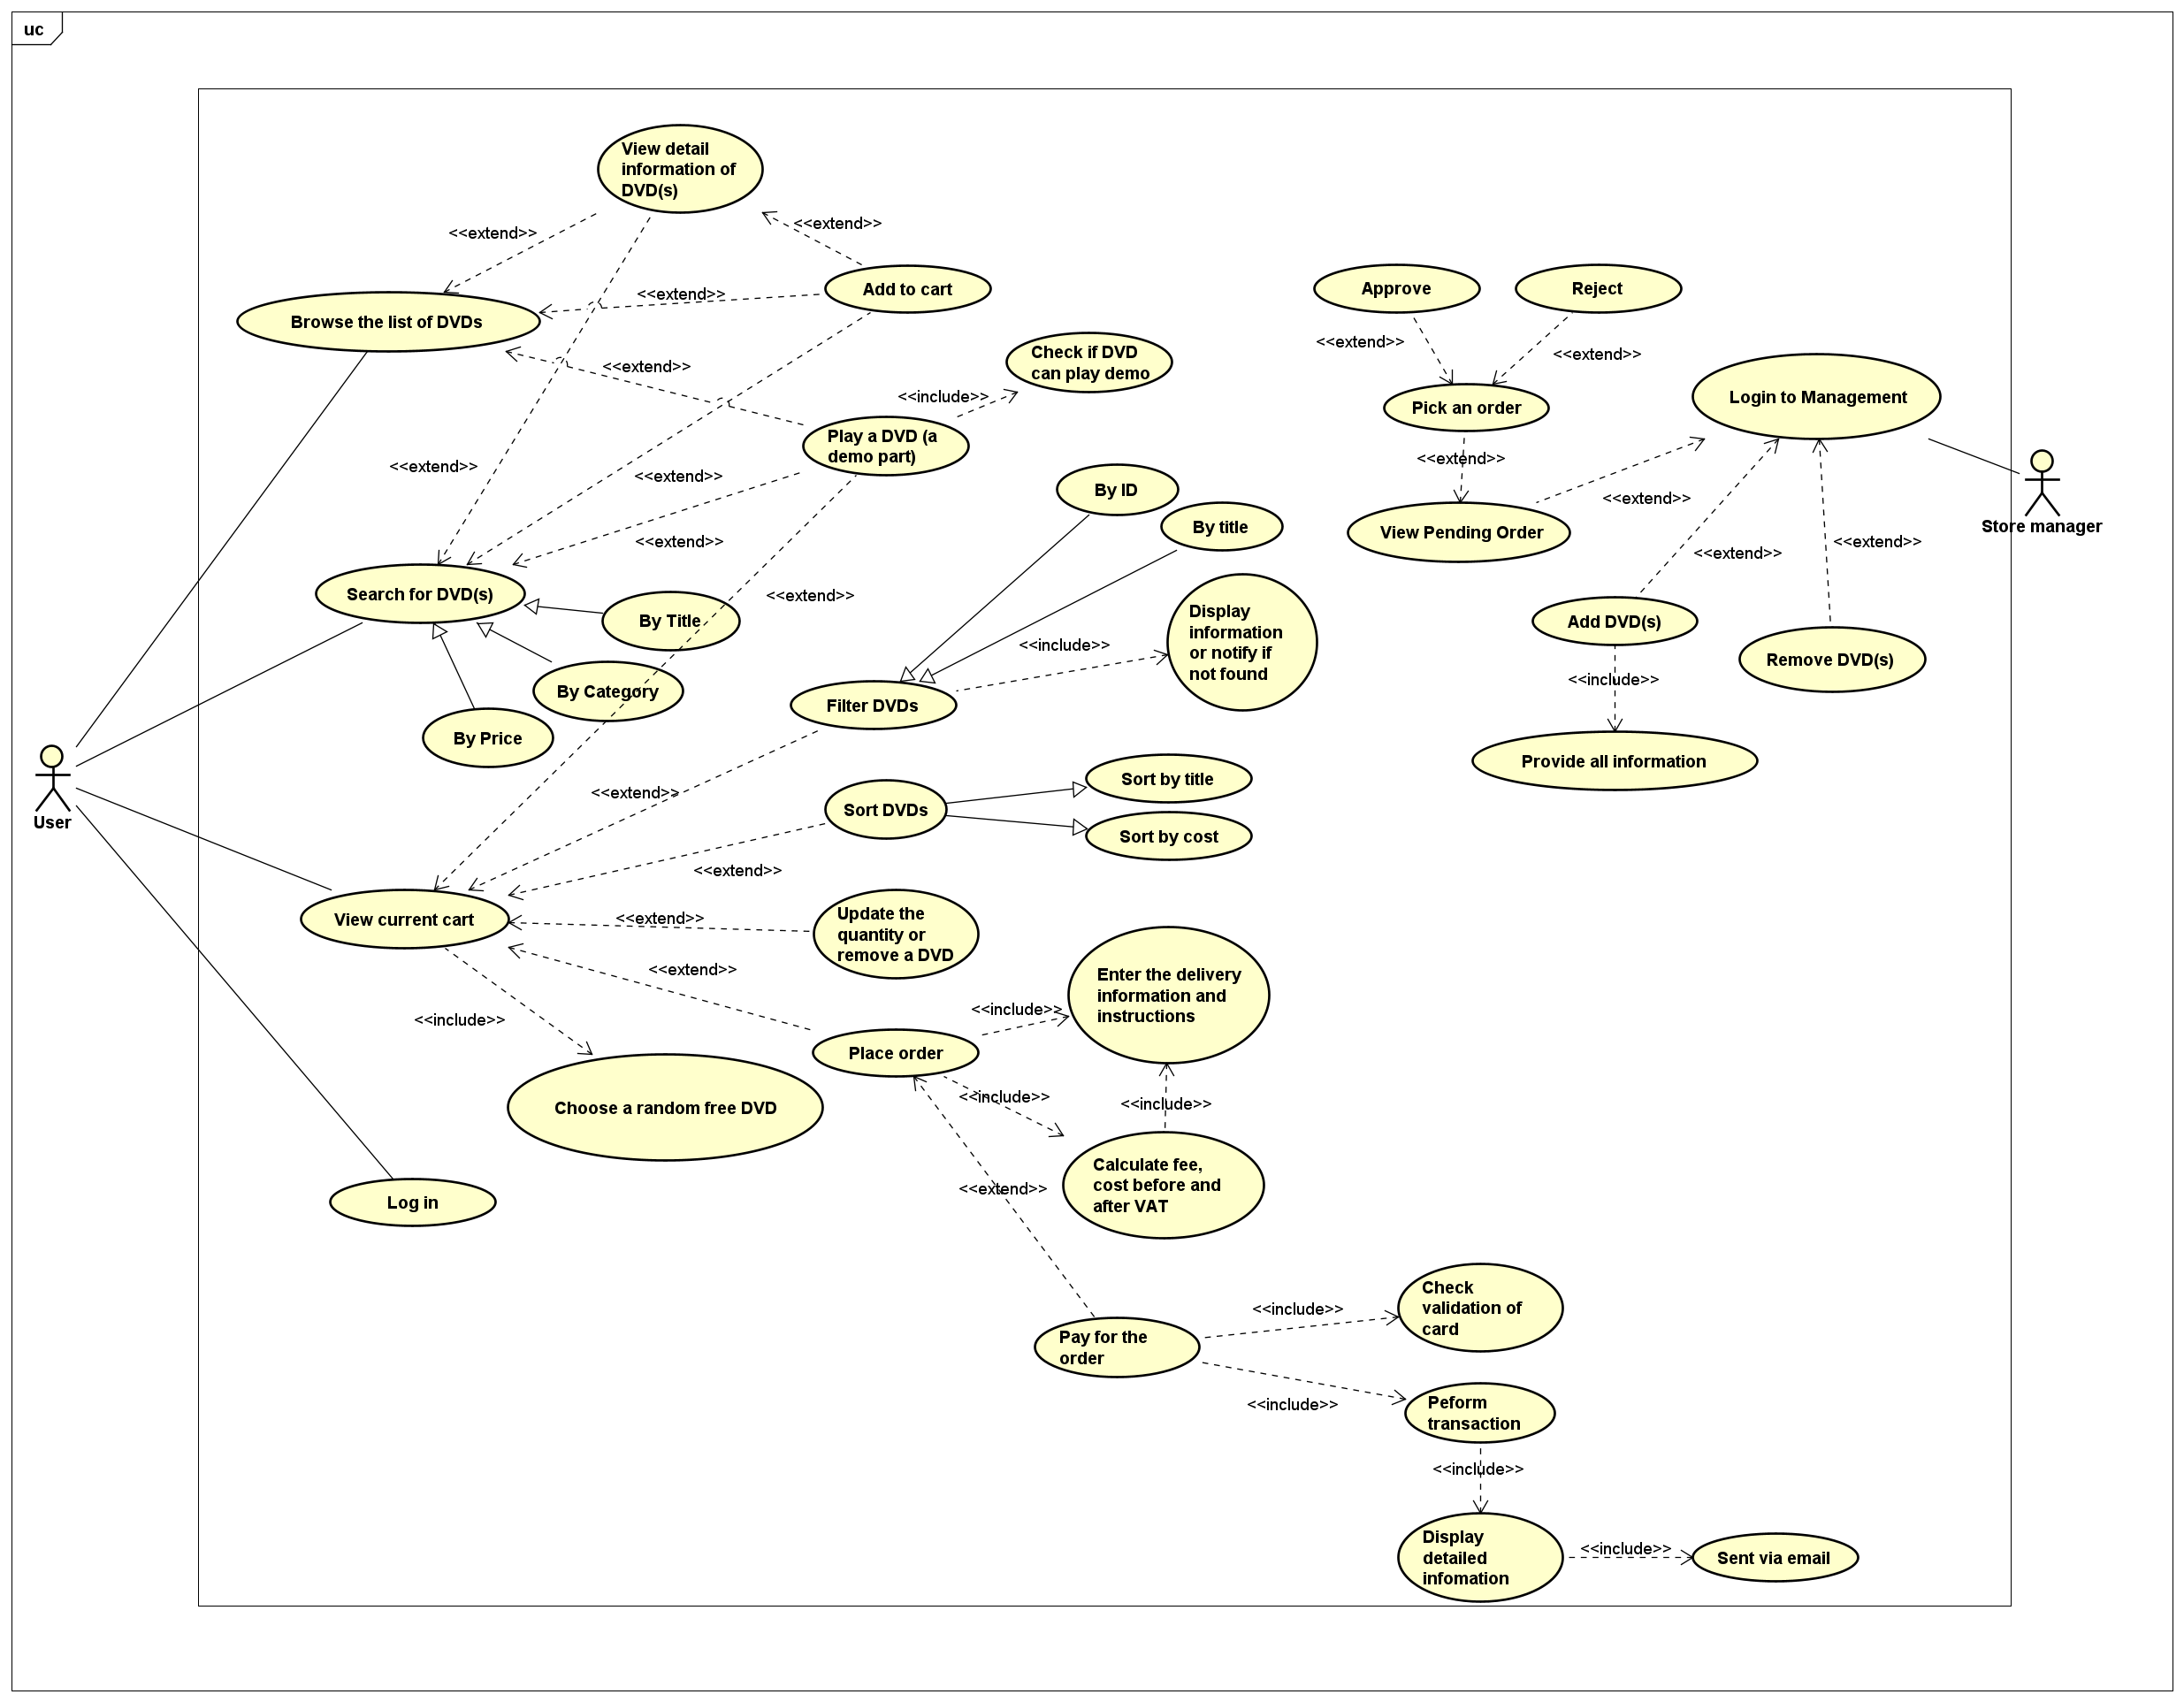 uc
View detail
information of
DVD(s)
<<extend>>
<<extend>>
Add to cart
<<extend>>
Browse the list of DVDs
Approve
Reject
<<extend>>
<<extend>>
Check if DVD
can play demo
<<extend>>
<<include>>
Pick an order
Login to Management
Play a DVD (a
demo part)
<<extend>>
<<extend>>
<<extend>>
By ID
<<extend>>
By title
View Pending Order
Store manager
<<extend>>
<<extend>>
<<extend>>
Search for DVD(s)
<<extend>>
By Title
Display
information
or notify if
not found
Add DVD(s)
<<include>>
Remove DVD(s)
<<include>>
By Category
Filter DVDs
By Price
Provide all information
<<extend>>
Sort by title
Sort DVDs
User
Sort by cost
<<extend>>
View current cart
<<extend>>
Update the
quantity or
remove a DVD
<<extend>>
Enter the delivery
information and
instructions
<<include>>
<<include>>
Place order
<<include>>
<<include>>
Choose a random free DVD
Calculate fee,
cost before and
after VAT
<<extend>>
Log in
Check
validation of
card
<<include>>
Pay for the
order
<<include>>
Peform
transaction
<<include>>
Display
detailed
infomation
<<include>>
Sent via email